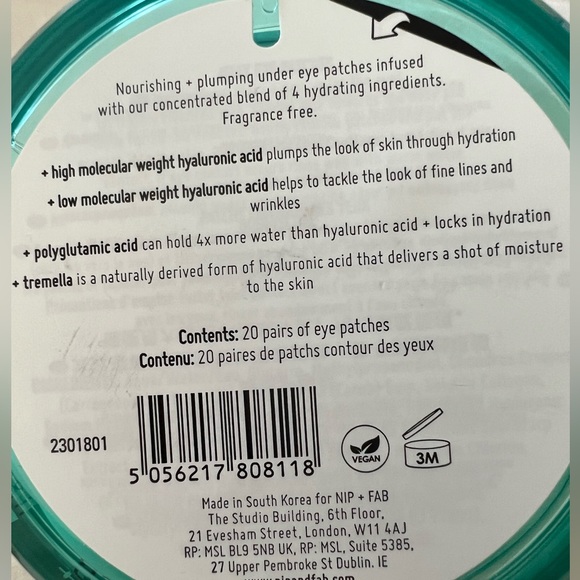 Nourishing + plumping under eye patches infused
with our concentrated blend of 4 hydrating ingredients.
Fragrance free.
+ high molecular weight hyaluronic acid plumps the look of skin through hydration
+ low molecular weight hyaluronic acid helps to tackle the look of fine lines and
wrinkles
+ polyglutamic acid can hold 4x more water than hyaluronic acid + locks in hydration
+ tremella is a naturally derived form of hyaluronic acid that delivers a shot of moisture
to the skin
Contents: 20 pairs of eye patches
Contenu: 20 paires de patchs contour des yeux
2301801
5 056217 808118
VEGAN
3M
Made in South Korea for NIP + FAB
The Studio Building, 6th Floor,
21 Evesham Street, London, W11 4AJ
RP: MSL BL9 5NB UK, RP: MSL, Suite 5385,
27 Upper Pembroke St Dublin. IE
www.nipandfab.com